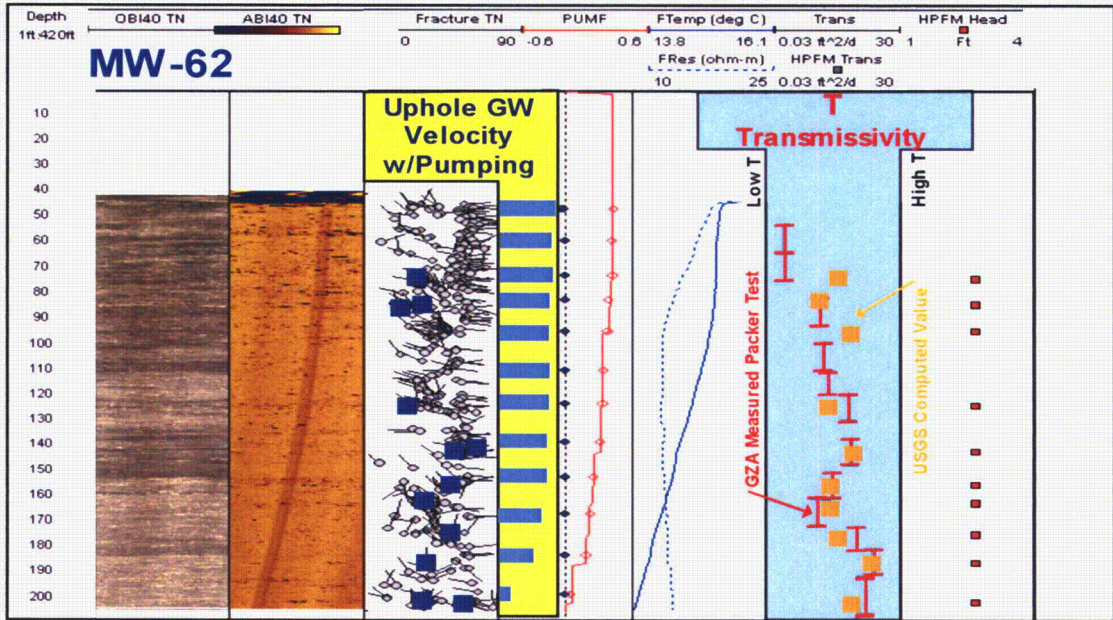 Depth OBI40 TN ABI40 TN Fracture TN PUMF FTemp (deg C) Trans HPFM Head
1ft:420ft 0 90 -0.6 0.6 13.8 16.1 0.03 ft^2/d 30 1 Ft 4
MW-62
FRes (ohm-m) HPFM Trans
10 25 0.03 ft^2/d 30
Uphole GW
Velocity
w/Pumping
T
Transmissivity
Low T
High T
GZA Measured Packer Test
USGS Computed Value
10
20
30
40
50
60
70
80
90
100
110
120
130
140
150
160
170
180
190
200